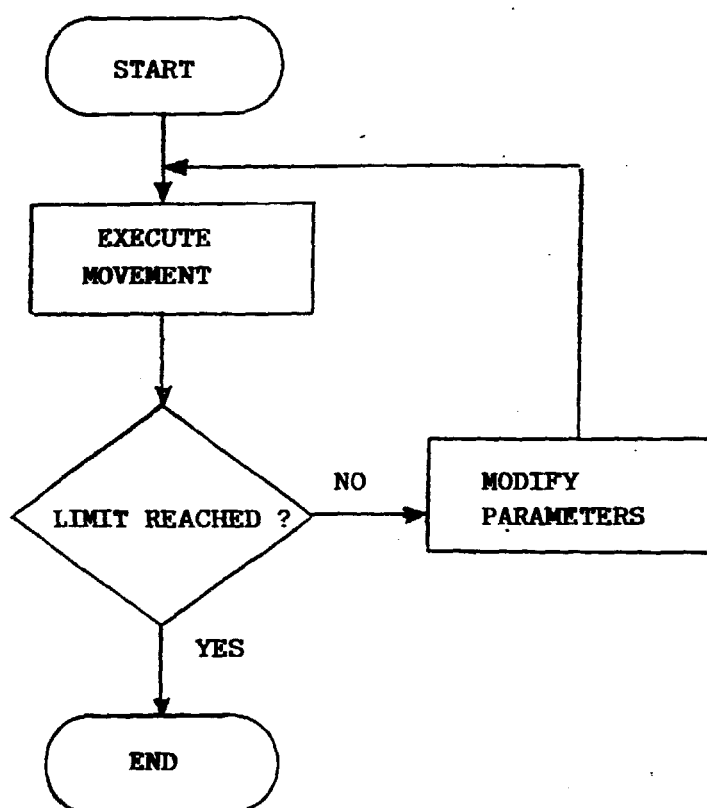 START
EXECUTE
MOVEMENT
LIMIT REACHED ?
NO
MODIFY
PARAMETERS
YES
END